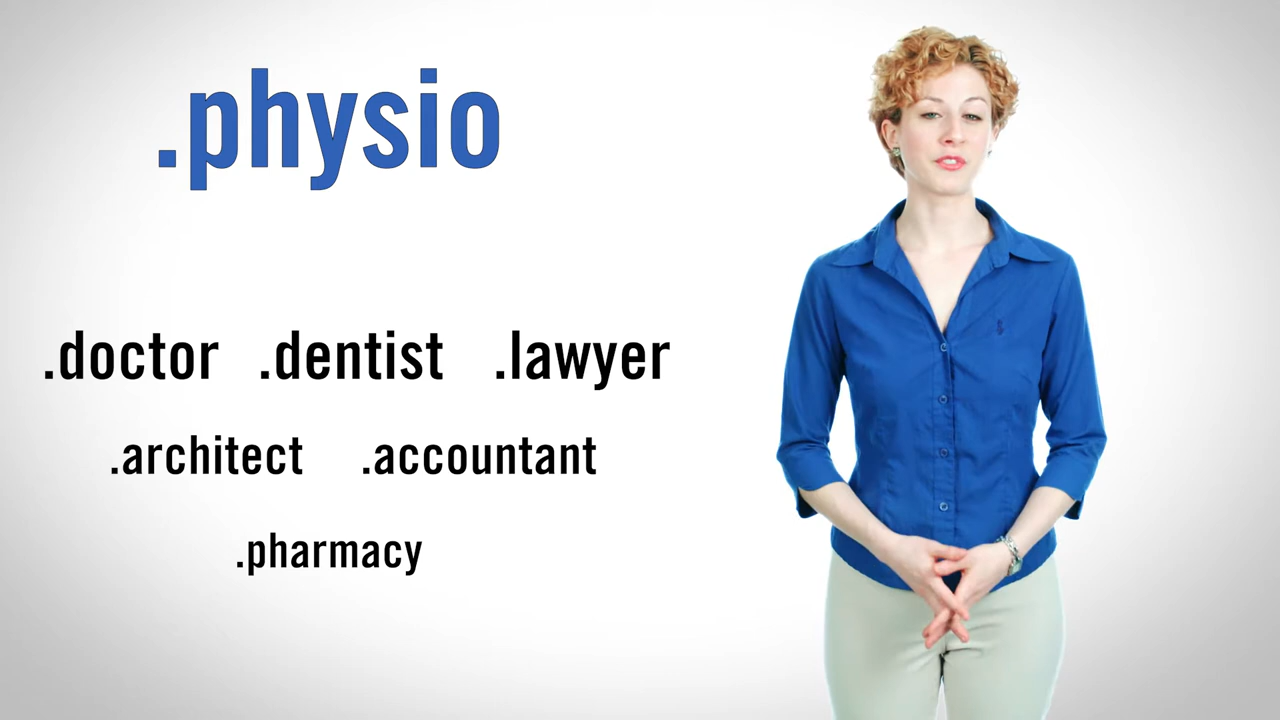 .physio
.doctor .dentist .lawyer
.architect .accountant
.pharmacy